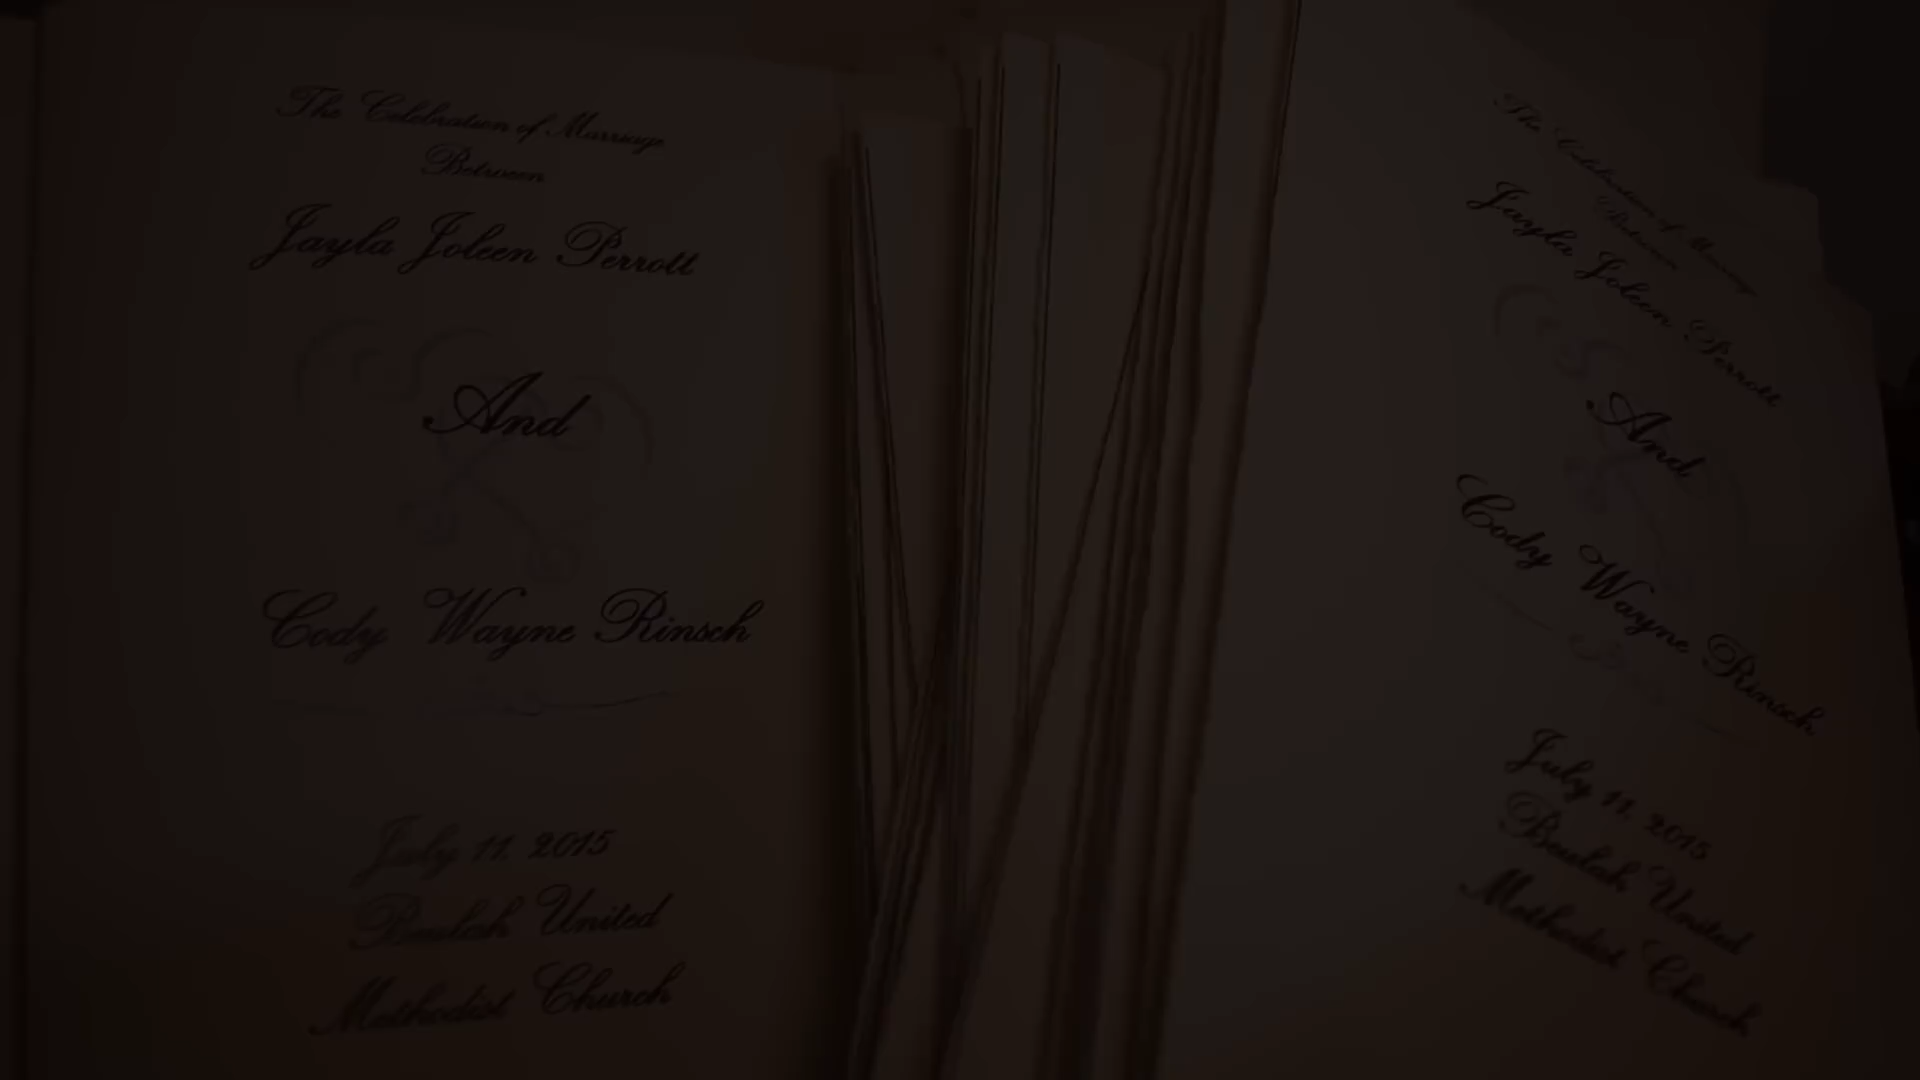 The Celebration of Marriage
Between
Jayla Joleen Perrott
And
Cody Wayne Rinsch
July 11, 2015
Beulah United
Methodist Church
The Celebration of Marriage
Between
Jayla Joleen Perrott
And
Cody Wayne Rinsch
July 11, 2015
Beulah United
Methodist Church